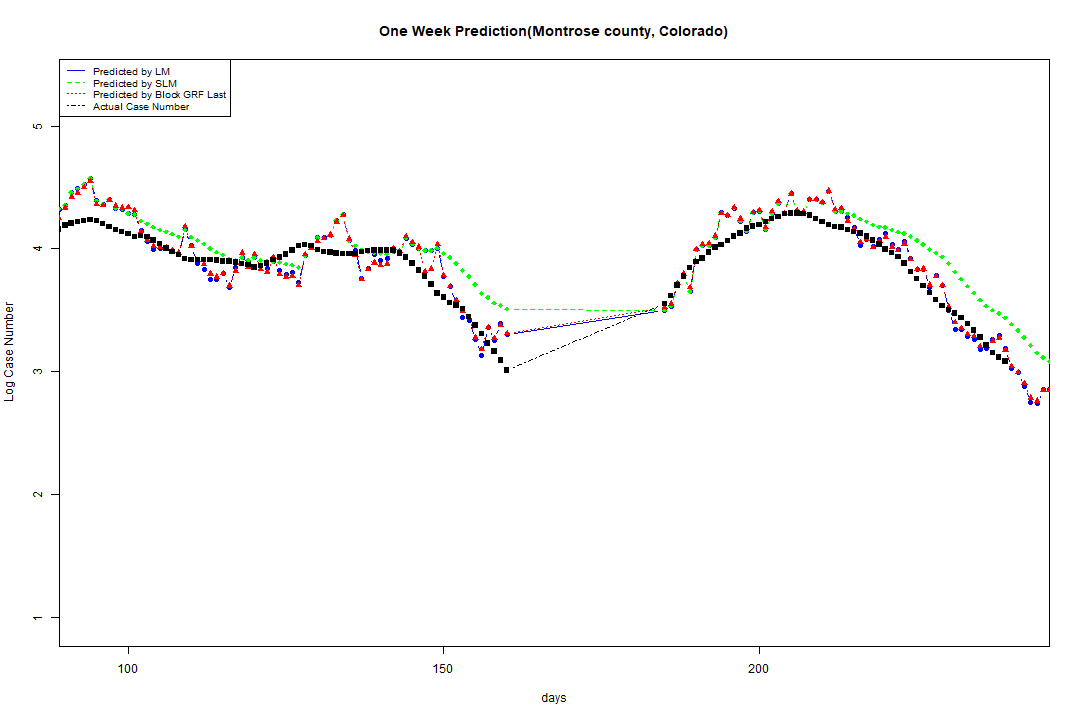 One Week Prediction(Montrose county, Colorado)
Predicted by LM
Predicted by SLM
Predicted by Block GRF Last
Actual Case Number
5
4
3
2
1
Log Case Number
100 150 200
days